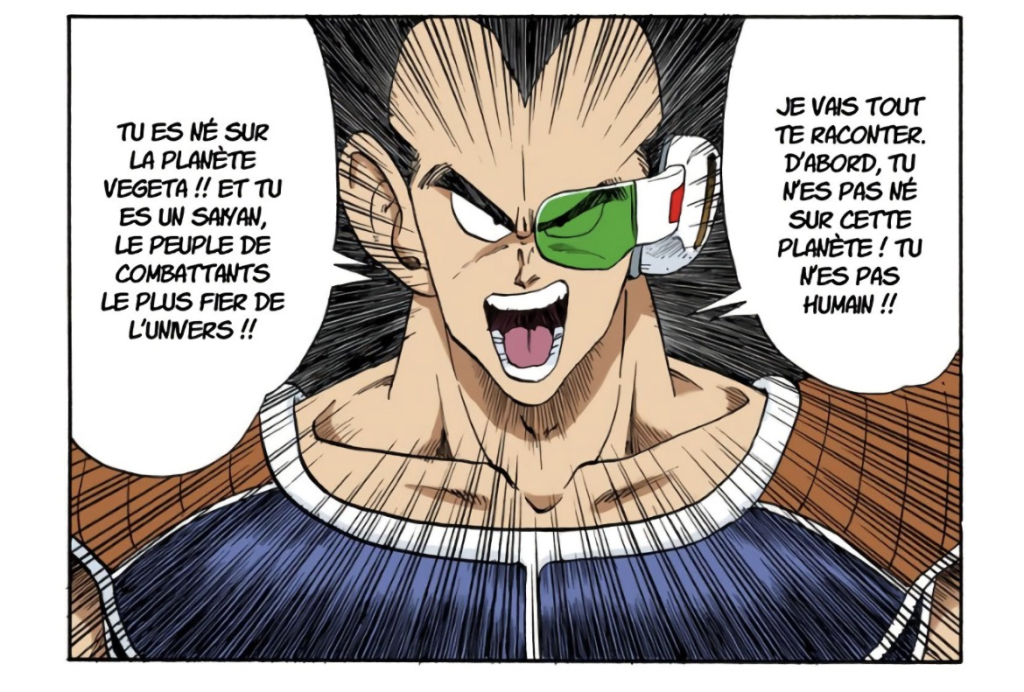 JE VAIS TOUT
TE RACONTER.
D'ABORD, TU
N'ES PAS NÉ
SUR CETTE
PLANÈTE ! TU
N'ES PAS
HUMAIN !!
TU ES NÉ SUR
LA PLANÈTE
VEGETA !! ET TU
ES UN SAIYAN,
LE PEUPLE DE
COMBATTANTS
LE PLUS FIER DE
L'UNIVERS !!